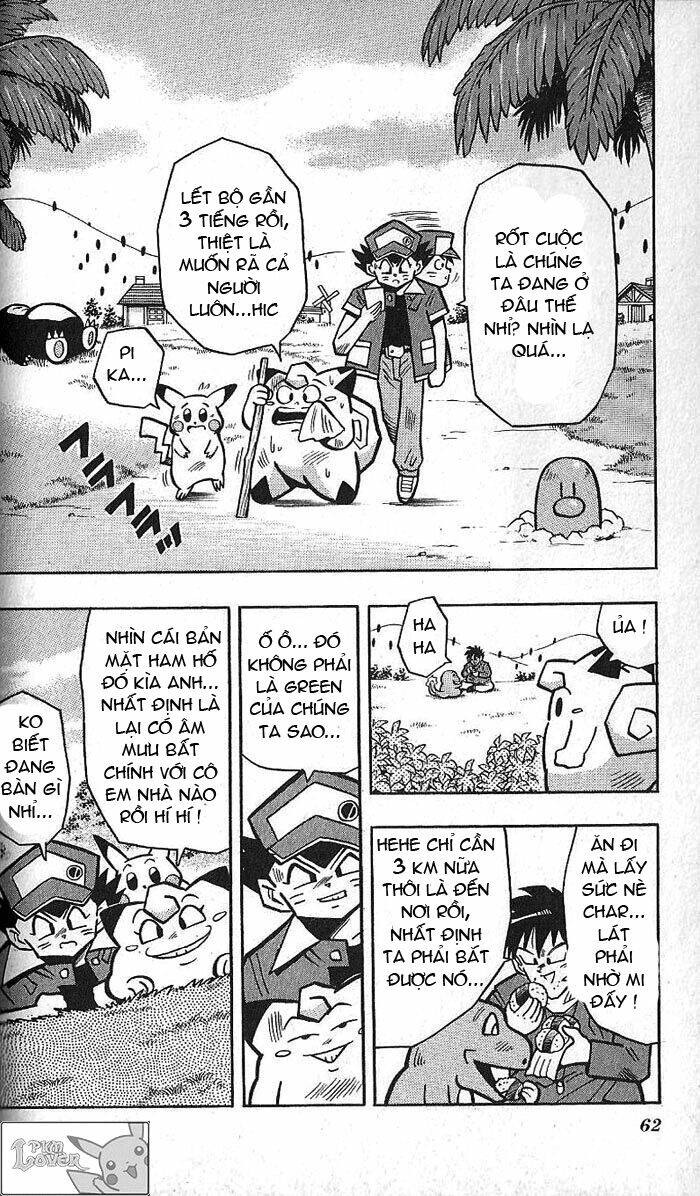 RỐT CUỘC
LÀ CHÚNG
TA ĐANG Ở
ĐÂU THẾ
NHỈ? NHÌN LẠ
QUÁ...
LẾT BỘ GẦN
3 TIẾNG RỒI,
THIỆT LÀ
MUỐN RÃ CẢ
NGƯỜI
LUÔN...HIC
PI
KA...
ỦA !
HA
HA
ĂN ĐI
MÀ LẤY
SỨC NÈ
CHAR...
LÁT
PHẢI
NHỜ MI
ĐẤY !
HEHE CHỈ CẦN
3 KM NỮA
THÔI LÀ ĐẾN
NƠI RỒI,
NHẤT ĐỊNH
TA PHẢI BẮT
ĐƯỢC NÓ...
Ố Ồ... ĐÓ
KHÔNG PHẢI
LÀ GREEN
CỦA CHÚNG
TA SAO...
NHÌN CÁI BẢN
MẶT HAM HỐ
ĐÓ KÌA ANH...
NHẤT ĐỊNH LÀ
LẠI CÓ ÂM
MƯU BẤT
CHÍNH VỚI CÔ
EM NHÀ NÀO
RỒI HÍ HÍ !
KO
BIẾT
ĐANG
BÀN GÌ
NHỈ...
62
PKM
LOVER